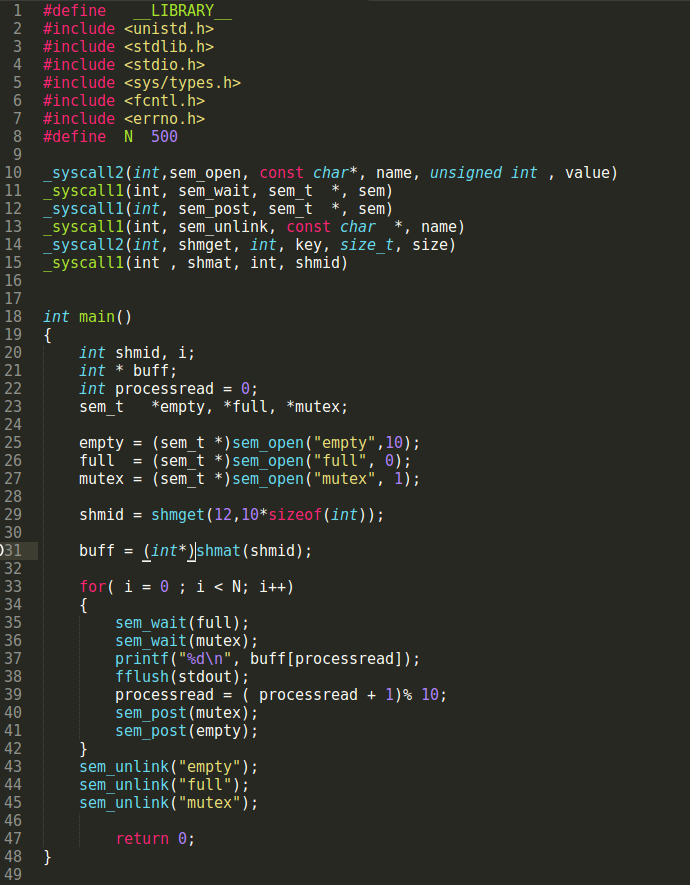 1 #define   __LIBRARY__
2 #include <unistd.h>
3 #include <stdlib.h>
4 #include <stdio.h>
5 #include <sys/types.h>
6 #include <fcntl.h>
7 #include <errno.h>
8 #define  N  500
9
10 _syscall2(int,sem_open, const char*, name, unsigned int , value)
11 _syscall1(int, sem_wait, sem_t  *, sem)
12 _syscall1(int, sem_post, sem_t  *, sem)
13 _syscall1(int, sem_unlink, const char  *, name)
14 _syscall2(int, shmget, int, key, size_t, size)
15 _syscall1(int , shmat, int, shmid)
16
17
18 int main()
19 {
20     int shmid, i;
21     int * buff;
22     int processread = 0;
23     sem_t   *empty, *full, *mutex;
24
25     empty = (sem_t *)sem_open("empty",10);
26     full  = (sem_t *)sem_open("full", 0);
27     mutex = (sem_t *)sem_open("mutex", 1);
28
29     shmid = shmget(12,10*sizeof(int));
30
31     buff = (int*)shmat(shmid);
32
33     for( i = 0 ; i < N; i++)
34     {
35         sem_wait(full);
36         sem_wait(mutex);
37         printf("%d\n", buff[processread]);
38         fflush(stdout);
39         processread = ( processread + 1)% 10;
40         sem_post(mutex);
41         sem_post(empty);
42     }
43     sem_unlink("empty");
44     sem_unlink("full");
45     sem_unlink("mutex");
46
47         return 0;
48 }
49